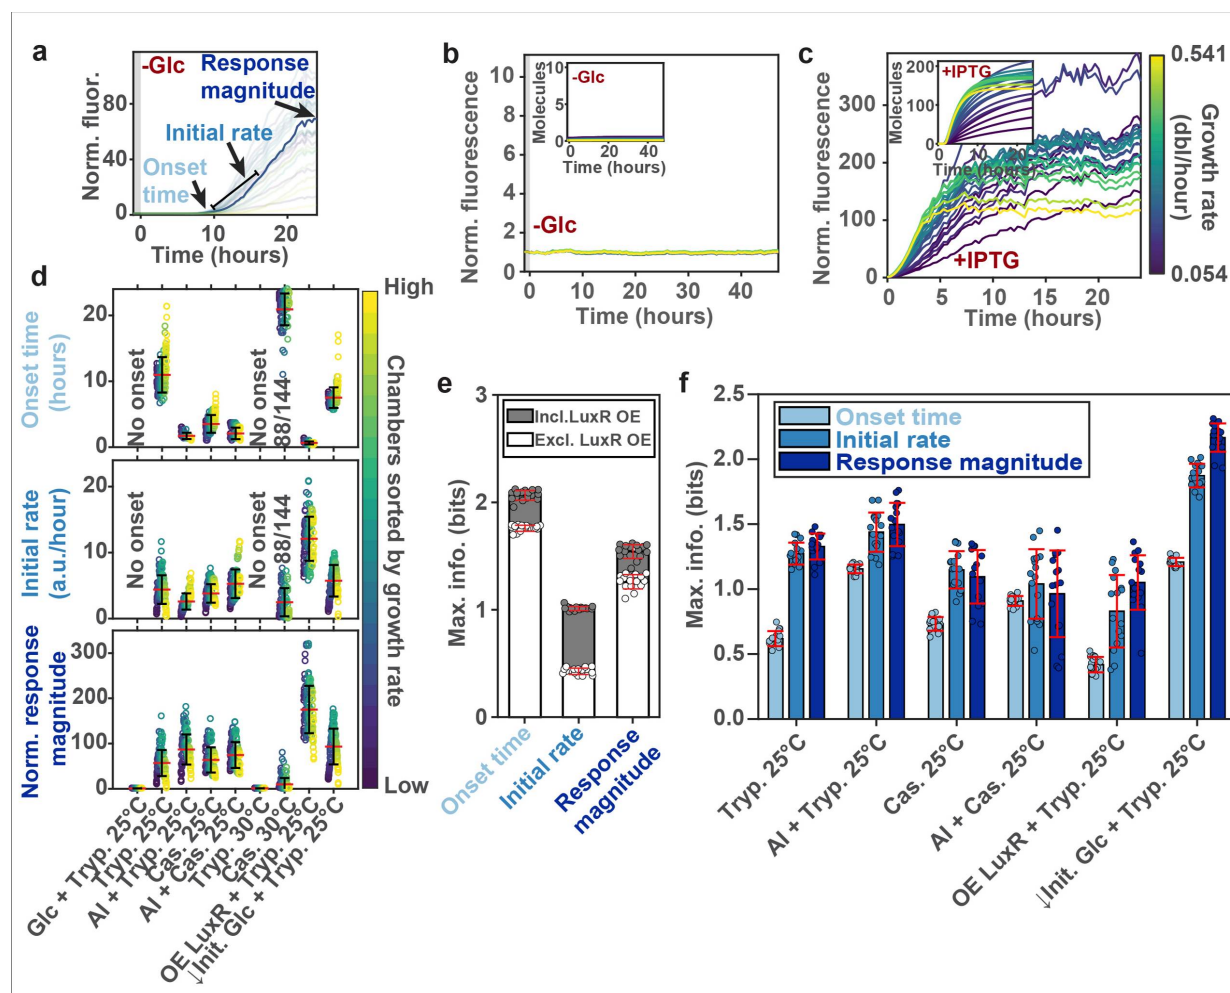 a
Norm. fluor.
80
40
0
-Glc
Response
magnitude
Initial rate
Onset
time
0
10
20
Time (hours)
b
Norm. fluorescence
10
8
6
4
2
0
-Glc
Molecules
10
5
0
-Glc
0
20
40
Time (hours)
0
10
20
30
40
Time (hours)
c
Norm. fluorescence
300
200
100
0
Molecules
200
100
0
+IPTG
0
10
20
Time (hours)
+IPTG
0
5
10
15
20
Time (hours)
0.541
Growth rate
(dbl/hour)
0.054
d
Onset time
(hours)
20
10
0
No onset
No onset
88/144
Initial rate
(a.u./hour)
20
10
0
No onset
No onset
88/144
Norm. response
magnitude
300
200
100
0
Glc + Tryp. 25°C
Tryp. 25°C
AI + Tryp. 25°C
Cas. 25°C
AI + Cas. 25°C
Tryp. 30°C
Cas. 30°C
OE LuxR + Tryp. 25°C
↓Init. Glc + Tryp. 25°C
High
Chambers sorted by growth rate
Low
e
Max. info. (bits)
3
2
1
0
Incl.LuxR OE
Excl. LuxR OE
Onset time
Initial rate
Response
magnitude
f
Max. info. (bits)
2.5
2.0
1.5
1.0
0.5
0.0
Onset time
Initial rate
Response magnitude
Tryp. 25°C
AI + Tryp. 25°C
Cas. 25°C
AI + Cas. 25°C
OE LuxR + Tryp. 25°C
↓Init. Glc + Tryp. 25°C